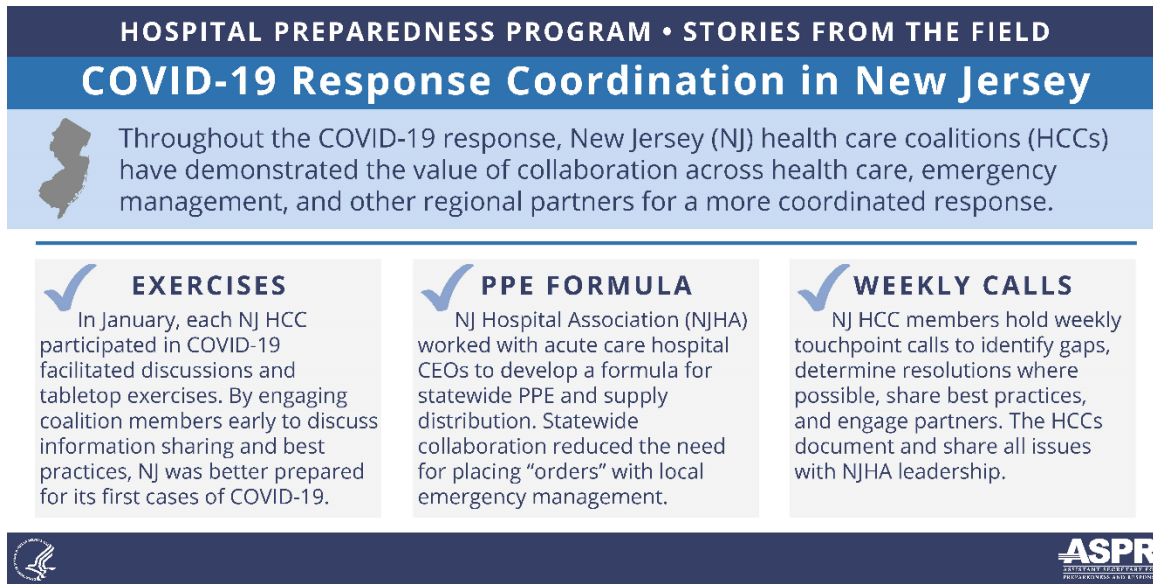 HOSPITAL PREPAREDNESS PROGRAM • STORIES FROM THE FIELD
COVID-19 Response Coordination in New Jersey
Throughout the COVID-19 response, New Jersey (NJ) health care coalitions (HCCs)
have demonstrated the value of collaboration across health care, emergency
management, and other regional partners for a more coordinated response.
EXERCISES
In January, each NJ HCC
participated in COVID-19
facilitated discussions and
tabletop exercises. By engaging
coalition members early to discuss
information sharing and best
practices, NJ was better prepared
for its first cases of COVID-19.
PPE FORMULA
NJ Hospital Association (NJHA)
worked with acute care hospital
CEOs to develop a formula for
statewide PPE and supply
distribution. Statewide
collaboration reduced the need
for placing “orders” with local
emergency management.
WEEKLY CALLS
NJ HCC members hold weekly
touchpoint calls to identify gaps,
determine resolutions where
possible, share best practices,
and engage partners. The HCCs
document and share all issues
with NJHA leadership.
ASPR
ASSISTANT SECRETARY
PREPAREDNESS AND